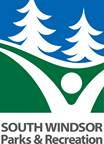 SOUTH WINDSOR
Parks & Recreation